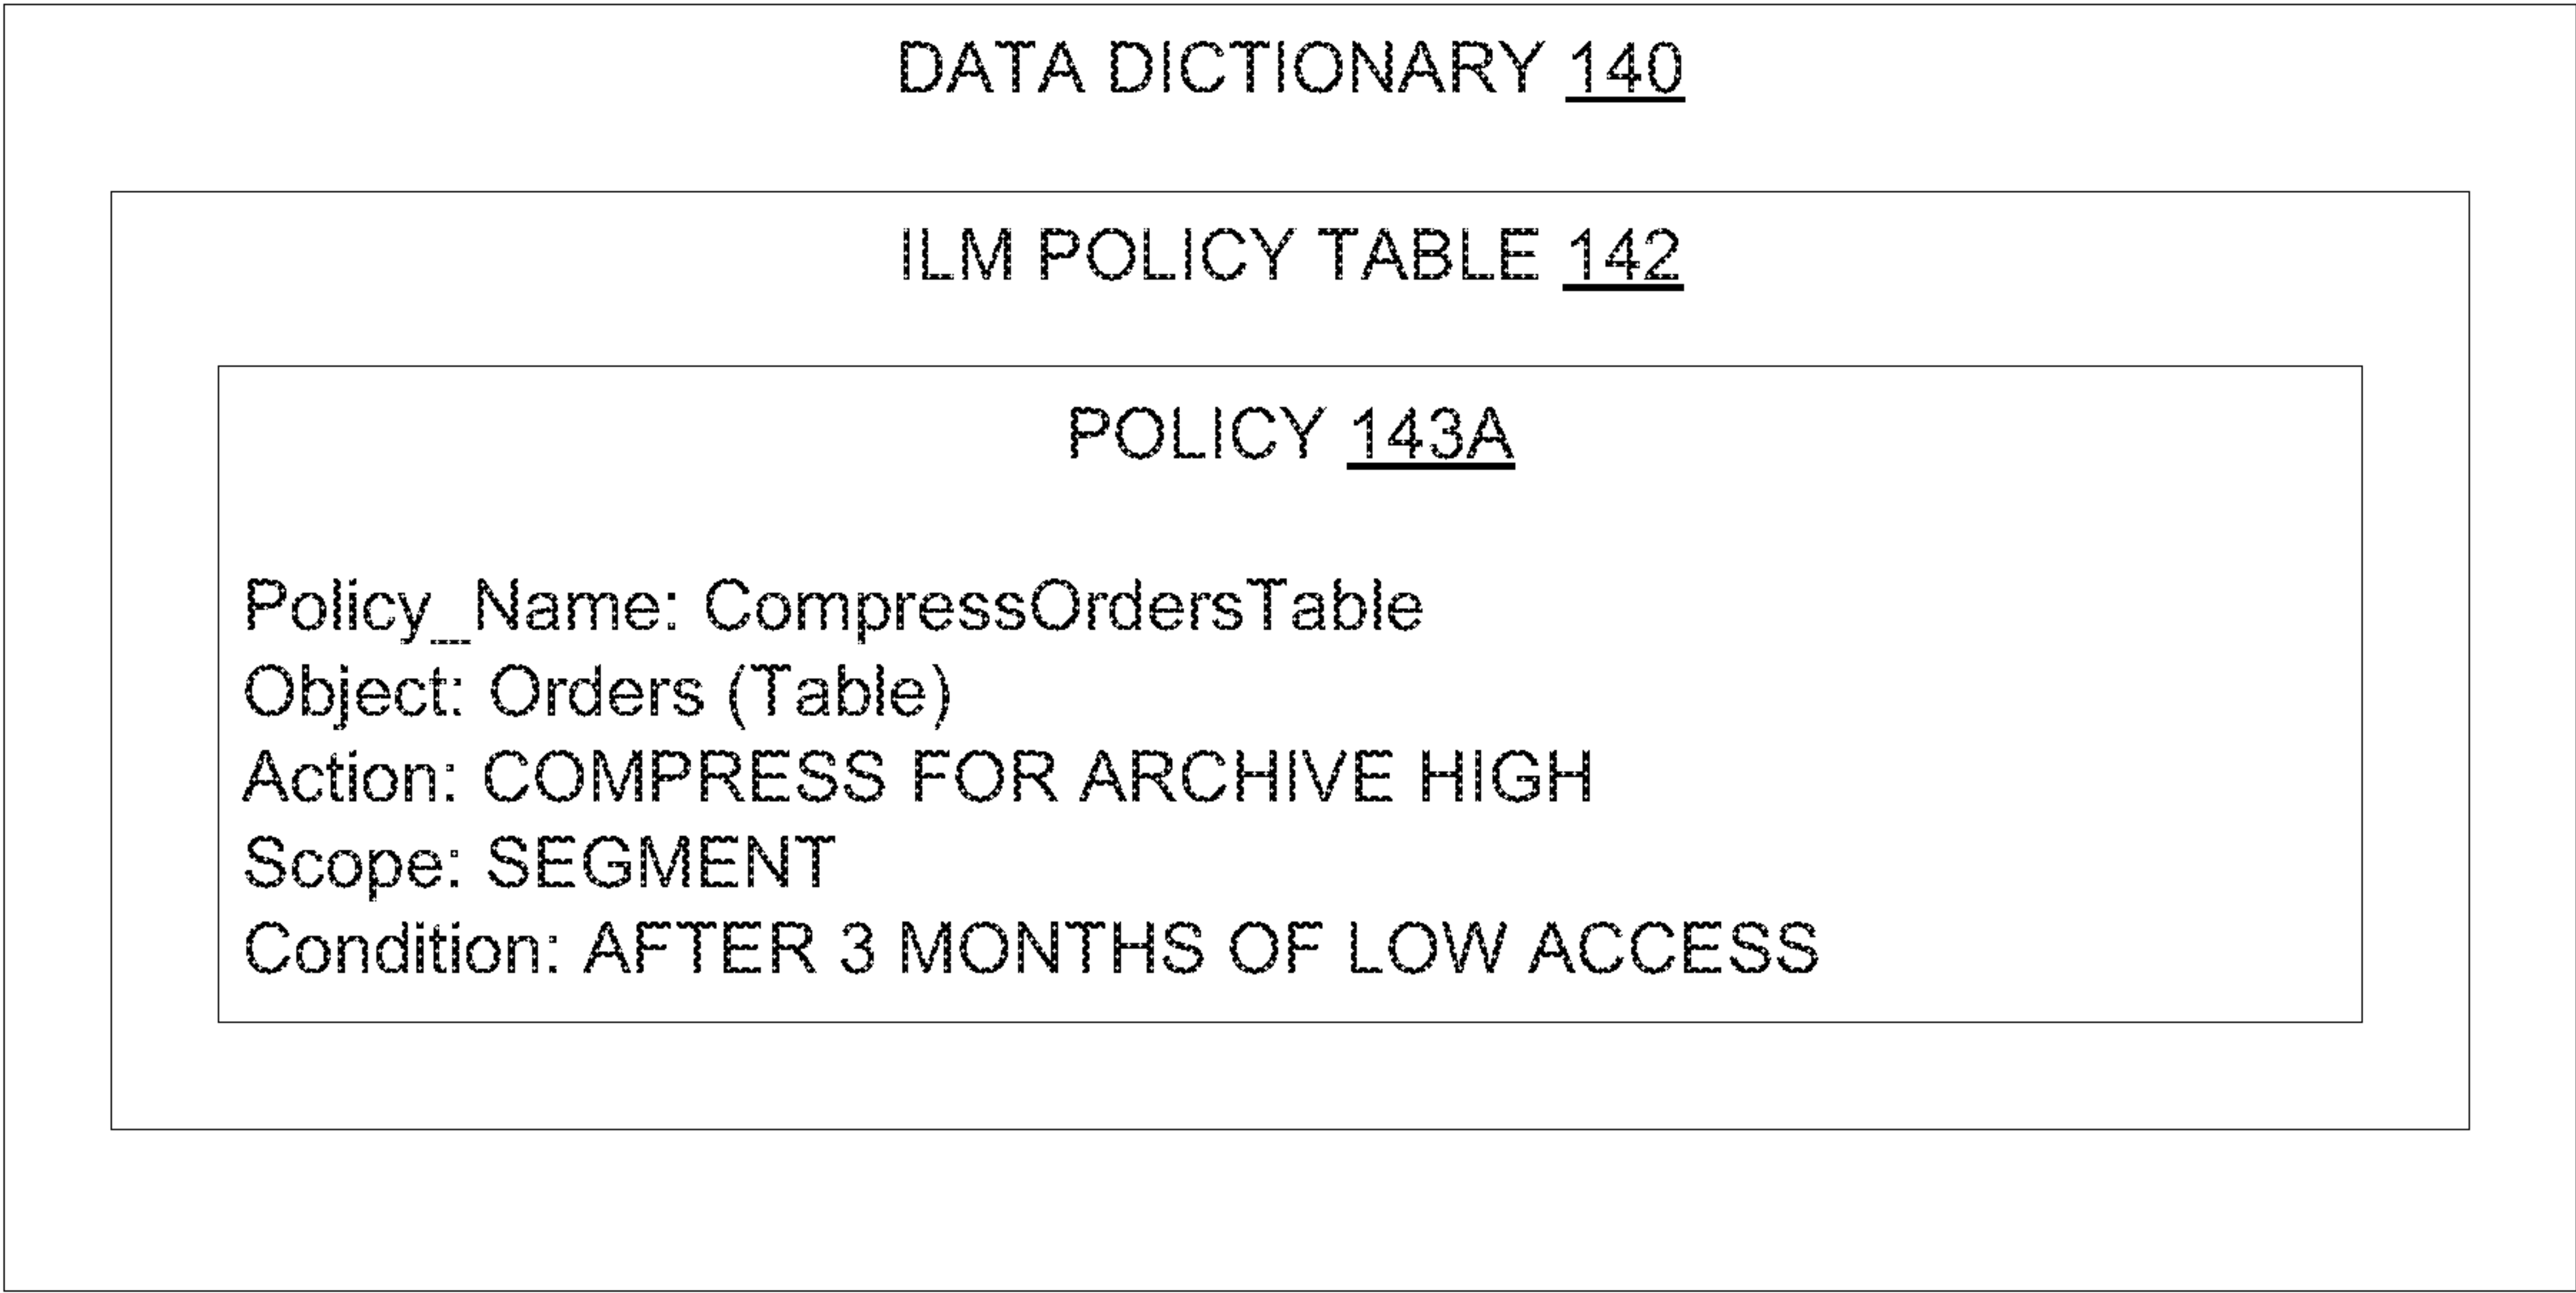 DATA DICTIONARY 140
ILM POLICY TABLE 142
POLICY 143A
Policy_Name: CompressOrdersTable
Object: Orders (Table)
Action: COMPRESS FOR ARCHIVE HIGH
Scope: SEGMENT
Condition: AFTER 3 MONTHS OF LOW ACCESS